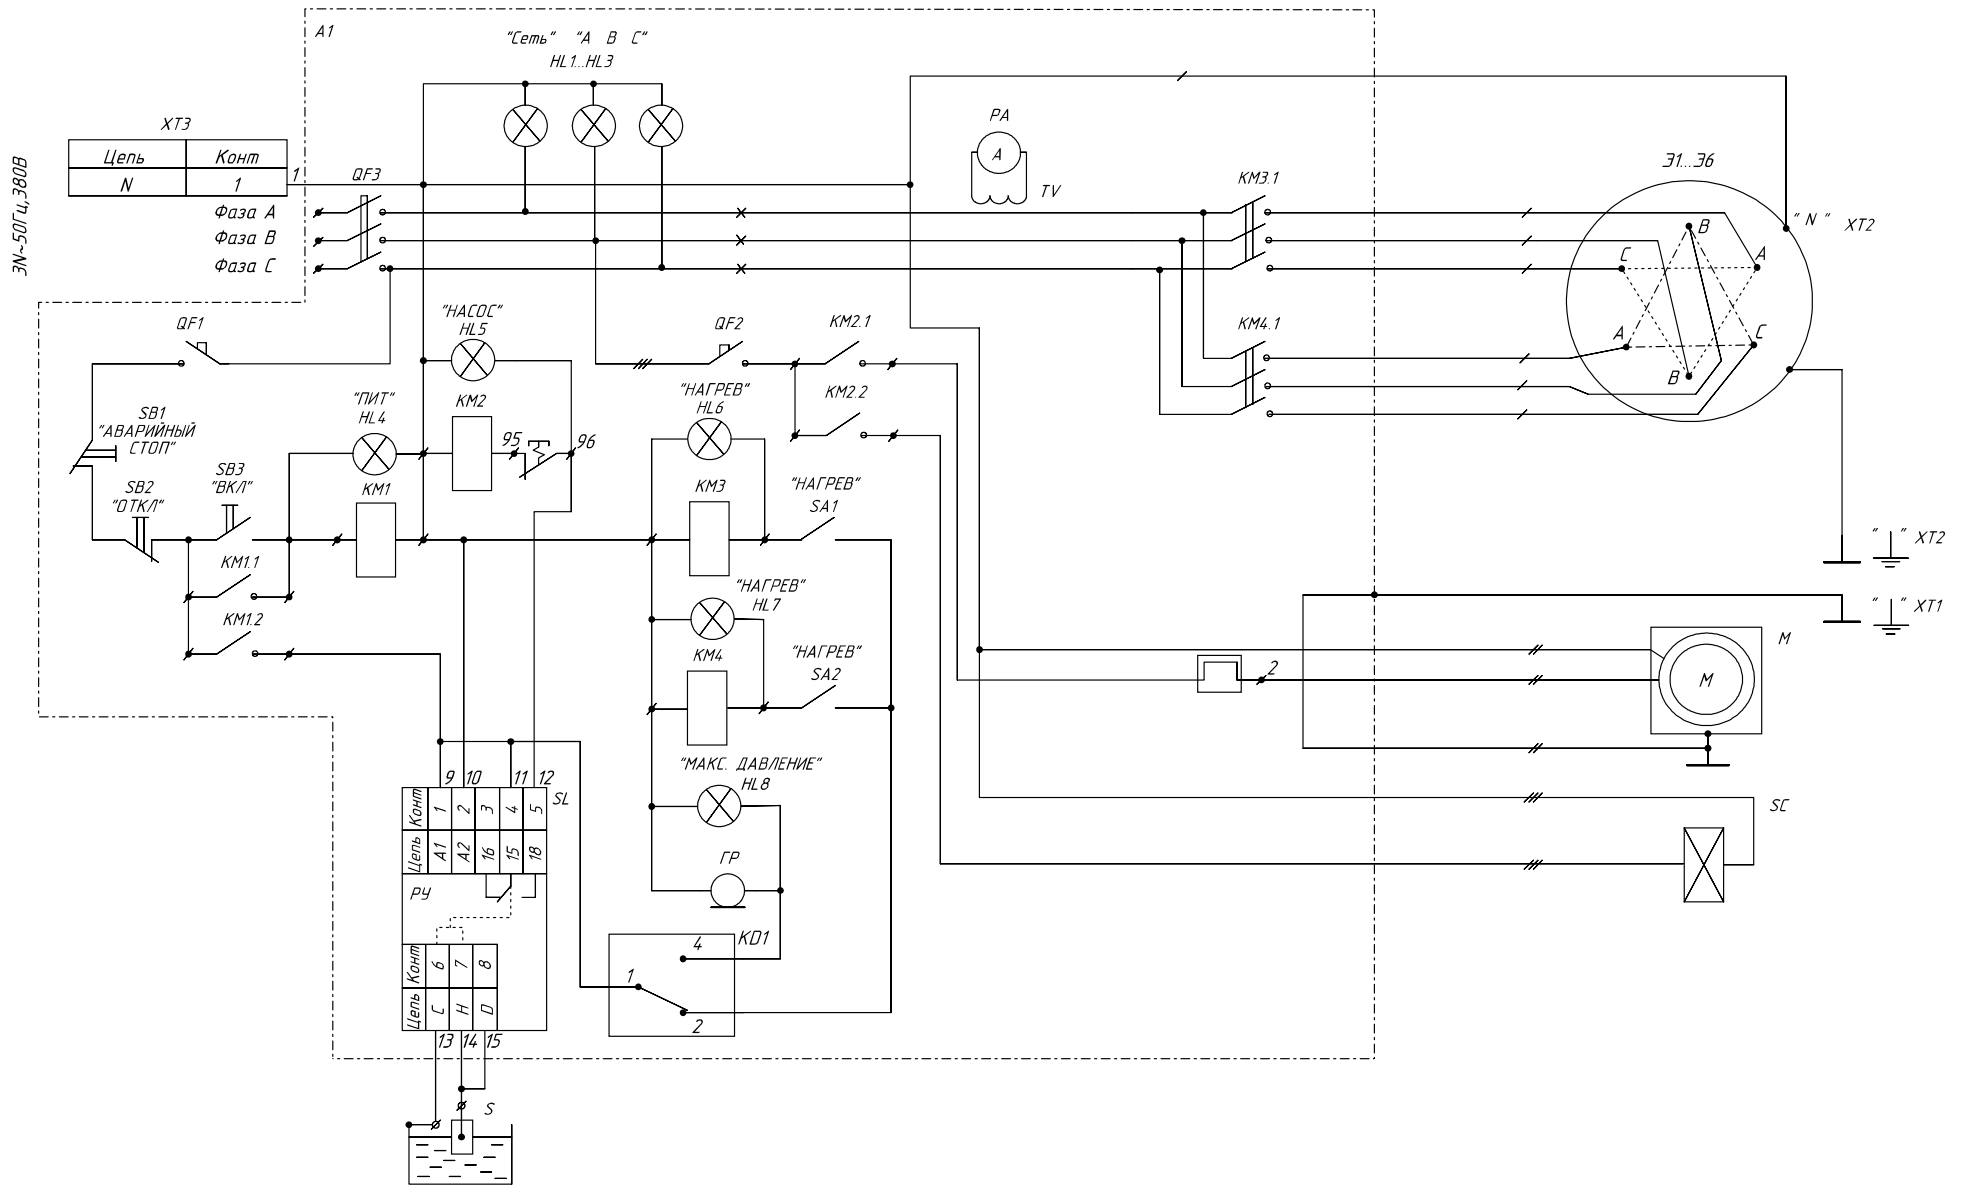 A1
"Сеть" "А В С"
HL1...HL3
3N~50Гц,380В
XT3
Цепь Конт
N 1
1
QF3
Фаза А
Фаза В
Фаза С
PA
A
TV
KM3.1
Э1...Э6
"N" XT2
B
C
A
A
C
B
KM4.1
QF1
"НАСОС"
HL5
QF2
KM2.1
KM2.2
SB1
"АВАРИЙНЫЙ
СТОП"
"ПИТ"
HL4
KM2
95
96
"НАГРЕВ"
HL6
SB2
"ОТКЛ"
SB3
"ВКЛ"
KM1
KM3
"НАГРЕВ"
SA1
KM1.1
KM1.2
"НАГРЕВ"
HL7
KM4
"НАГРЕВ"
SA2
" " XT2
" " XT1
2
M
M
"МАКС. ДАВЛЕНИЕ"
HL8
SC
9 10 11 12
SL
Конт 1 2 3 4 5
Цепь A1 A2 16 15 18
РУ
ГР
KD1
4
1
2
Конт 6 7 8
Цепь C H D
13 14 15
S